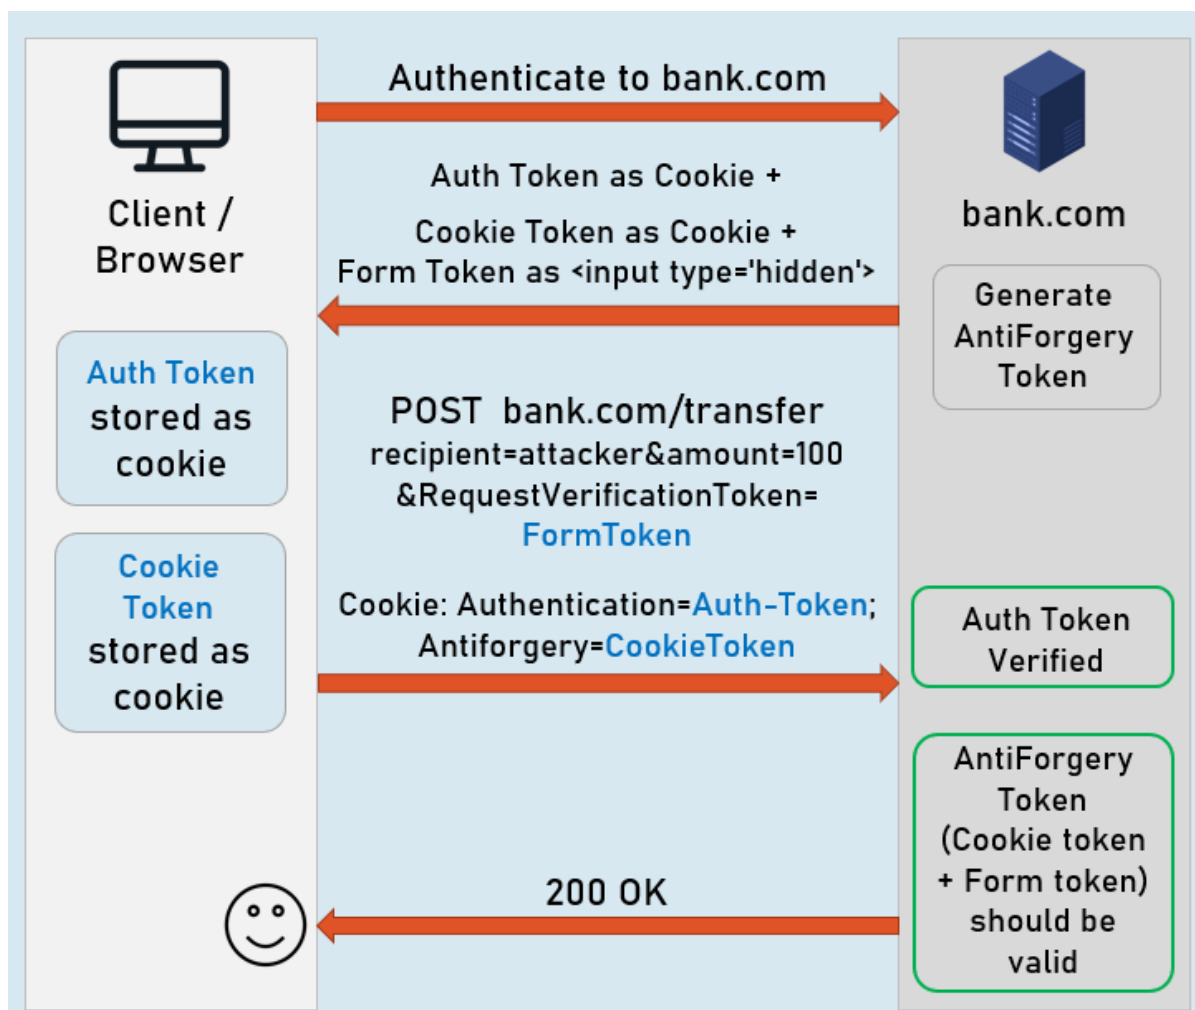 Client /
Browser
Auth Token
stored as
cookie
Cookie
Token
stored as
cookie
Authenticate to bank.com
Auth Token as Cookie +
Cookie Token as Cookie +
Form Token as <input type='hidden'>
POST  bank.com/transfer
recipient=attacker&amount=100
&RequestVerificationToken=
FormToken
Cookie: Authentication=Auth-Token;
Antiforgery=CookieToken
200 OK
bank.com
Generate
AntiForgery
Token
Auth Token
Verified
AntiForgery
Token
(Cookie token
+ Form token)
should be
valid